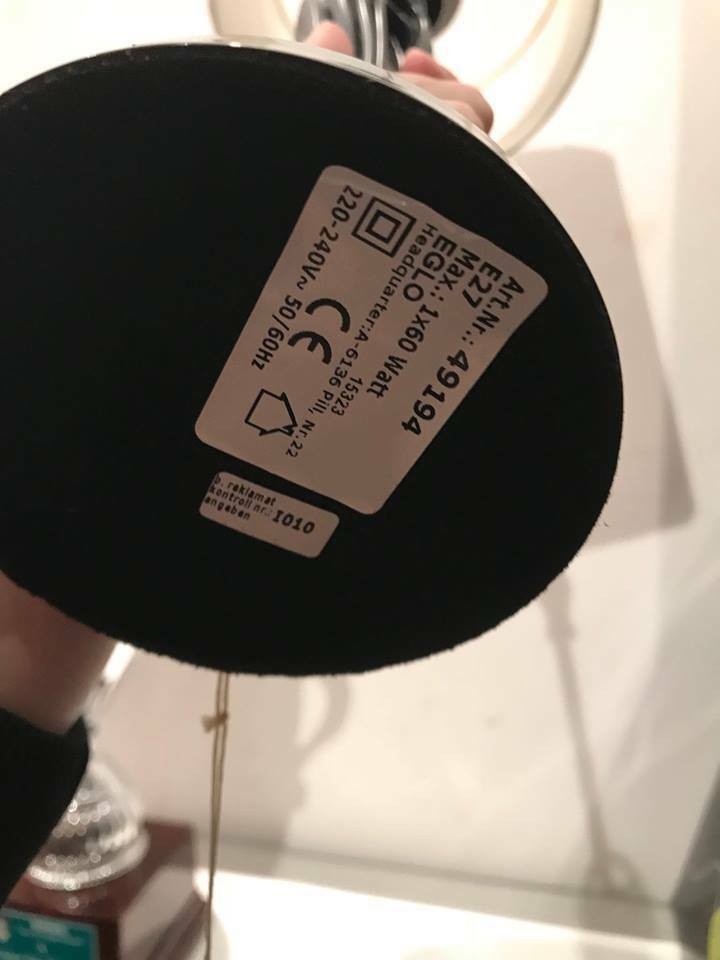 Art.Nr.: 49194
E27
Max.: 1x60 Watt
EGLO
Headquarter:A-6136 Pill, Nr.22
15323
CE
220-240V~ 50/60Hz
b. reklamat
kontroll nr.: I010
angeben